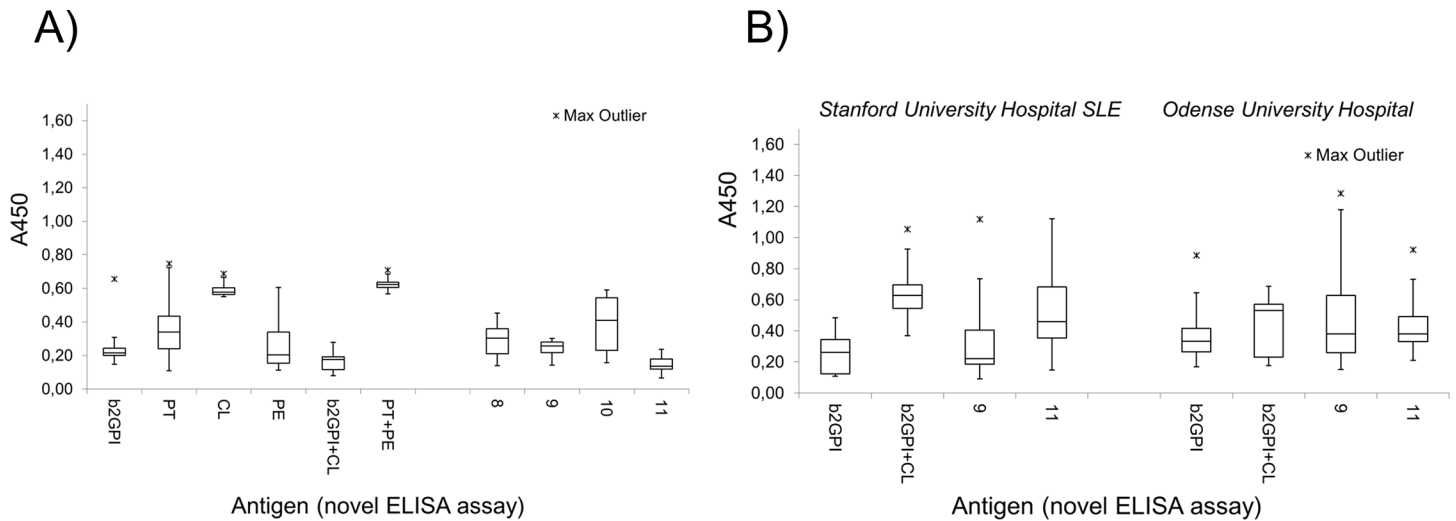 A)
Max Outlier
1,60
1,40
1,20
1,00
0,80
0,60
0,40
0,20
0,00
A450
b2GPI
PT
CL
PE
b2GPI+CL
PT+PE
8
9
10
11
Antigen (novel ELISA assay)
B)
Stanford University Hospital SLE
Odense University Hospital
Max Outlier
1,60
1,40
1,20
1,00
0,80
0,60
0,40
0,20
0,00
A450
b2GPI
b2GPI+CL
9
11
b2GPI
b2GPI+CL
9
11
Antigen (novel ELISA assay)